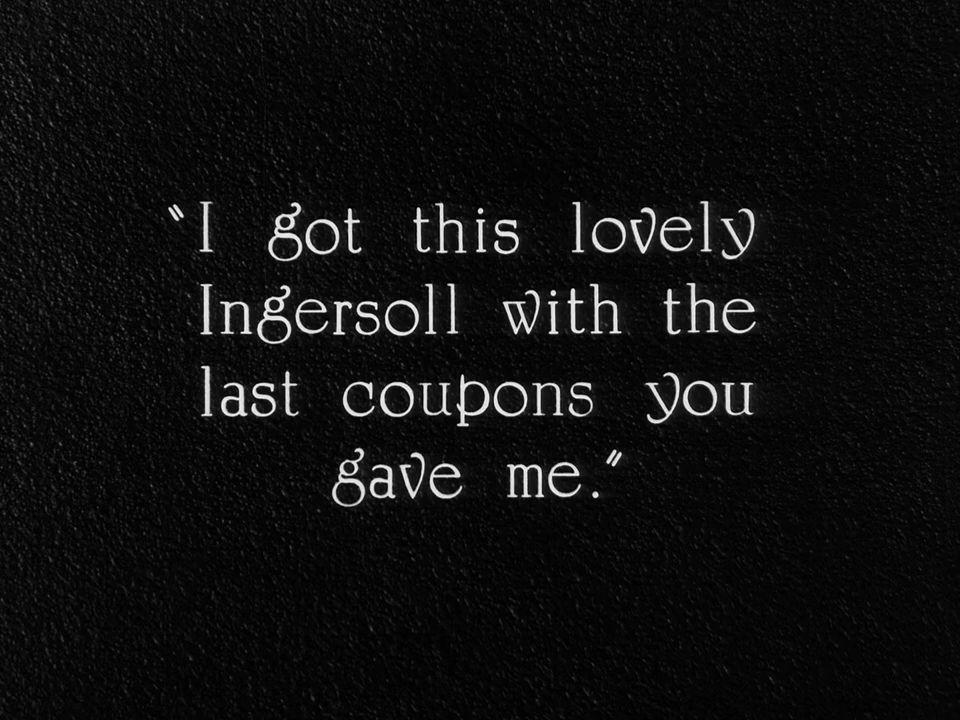 "I got this lovely
Ingersoll with the
last coupons you
gave me."